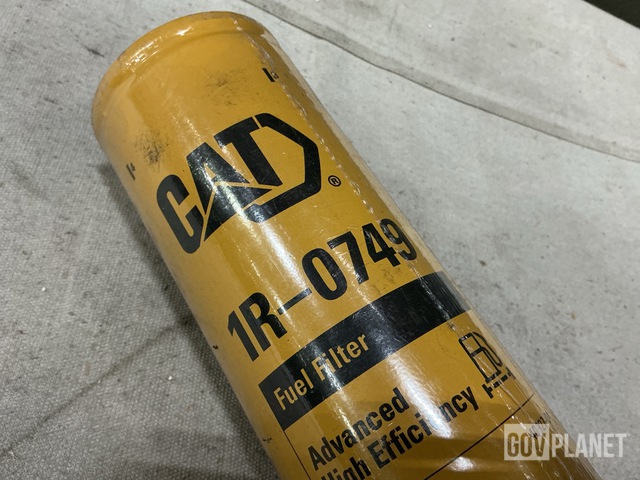 CAT
®
1R-0749
Fuel Filter
Advanced
High Efficiency
GOVPLANET